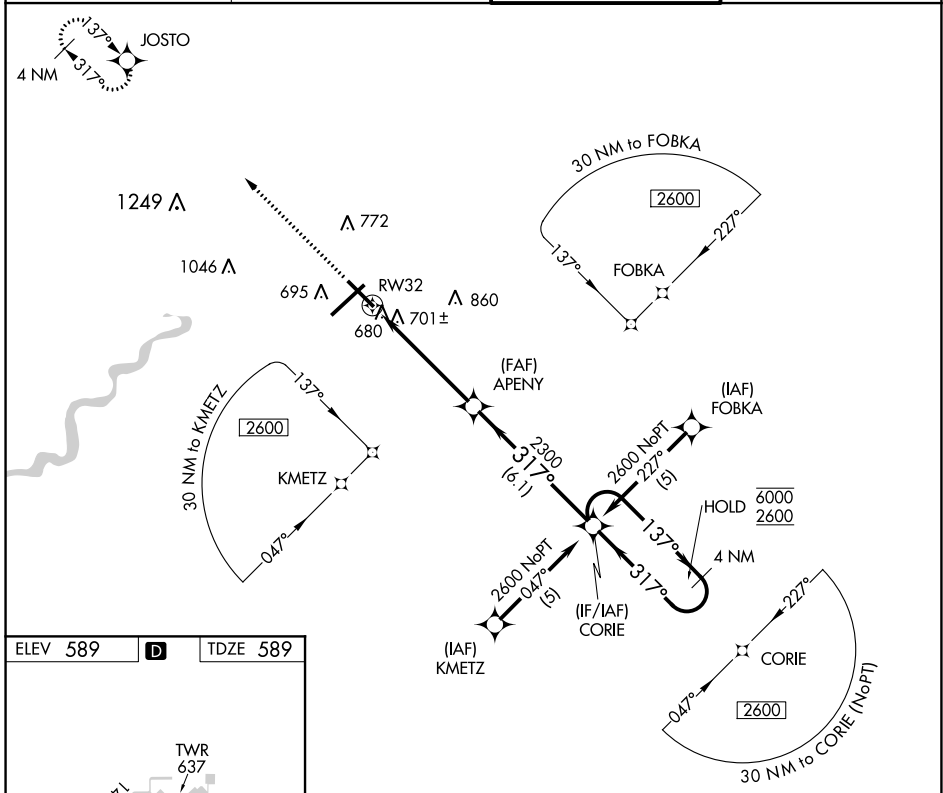 JOSTO
137°
317°
4 NM
30 NM to FOBKA
2600
227°
137°
FOBKA
1249
772
1046
695
RW32
860
680
701±
(FAF)
APENY
(IAF)
FOBKA
30 NM to KMETZ
137°
2600
KMETZ
047°
2300
317°
(6.1)
2600 NoPT
227°
(5)
HOLD
6000
2600
137°
4 NM
317°
2600 NoPT
047°
(5)
(IF/IAF)
CORIE
(IAF)
KMETZ
227°
CORIE
047°
2600
30 NM to CORIE (NoPT)
ELEV 589
D
TDZE 589
TWR
637